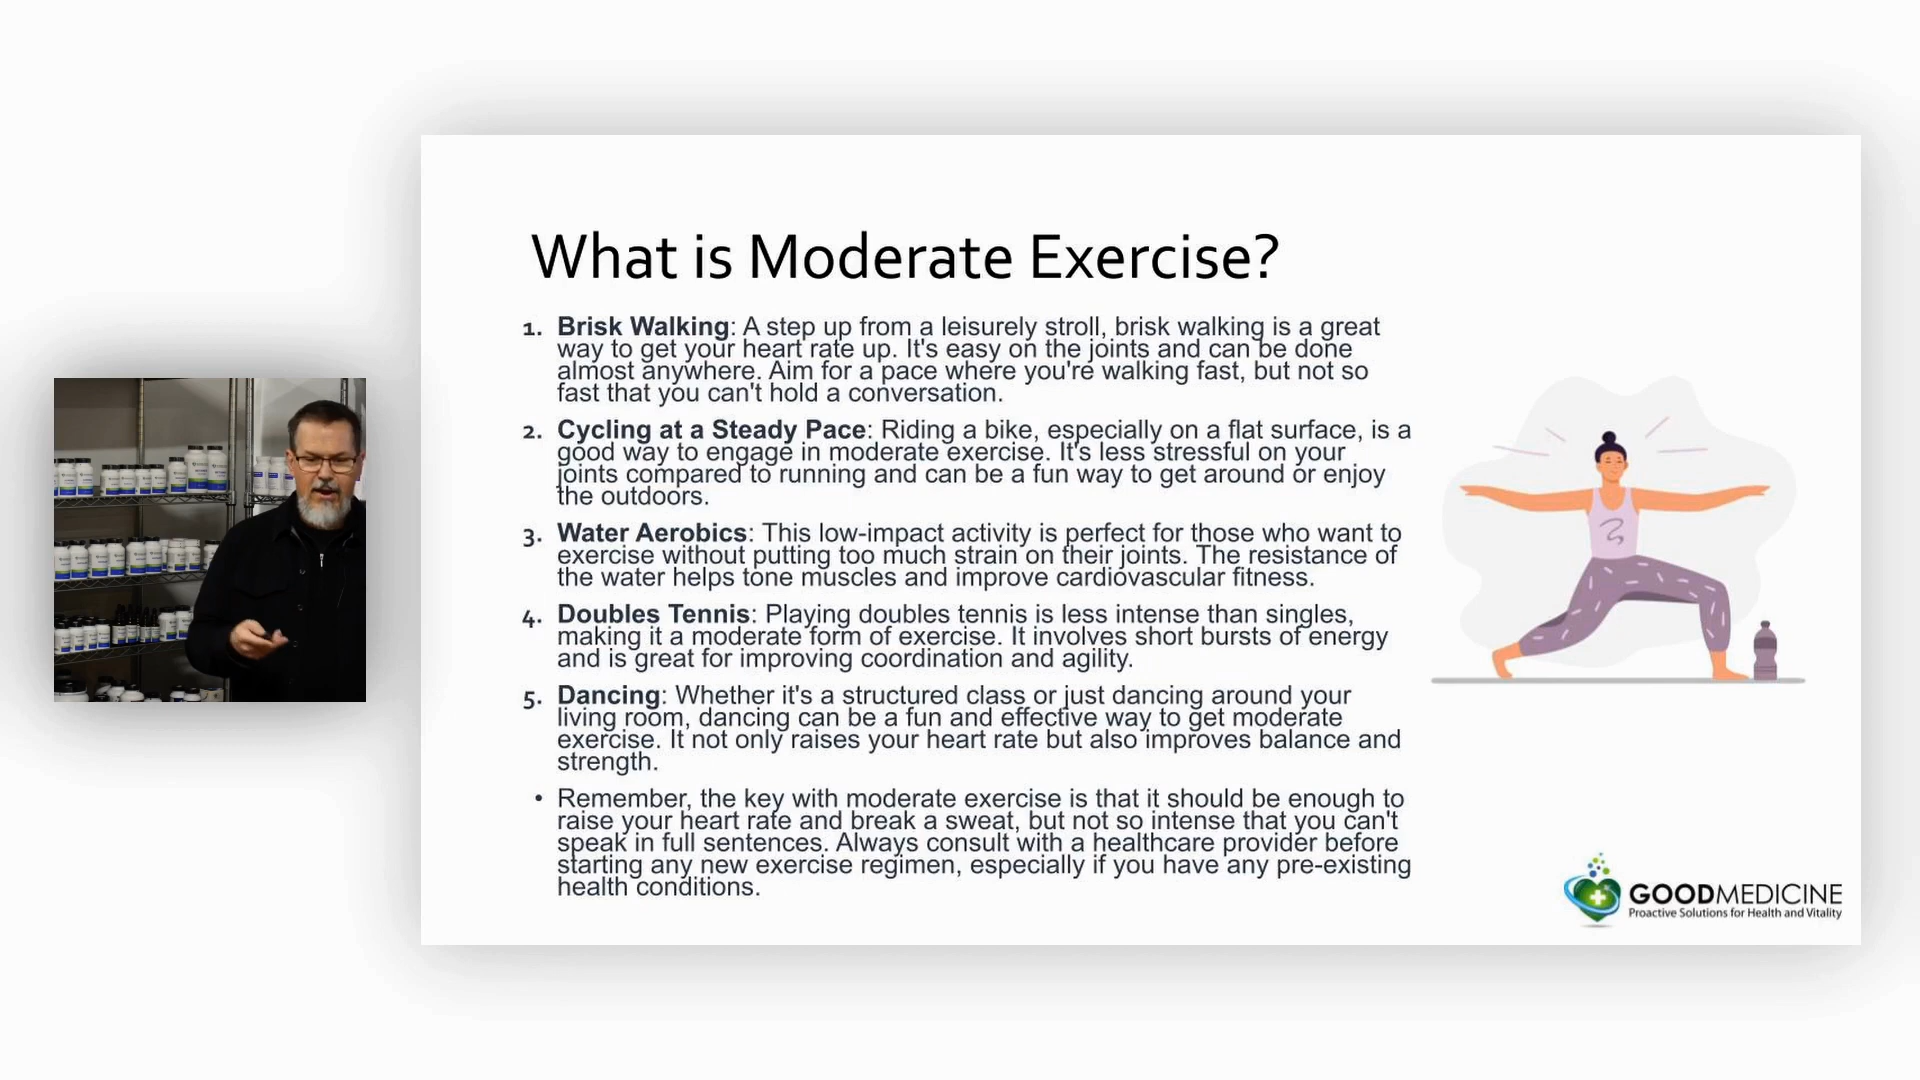 What is Moderate Exercise?
1. Brisk Walking: A step up from a leisurely stroll, brisk walking is a great
way to get your heart rate up. It's easy on the joints and can be done
almost anywhere. Aim for a pace where you're walking fast, but not so
fast that you can't hold a conversation.
2. Cycling at a Steady Pace: Riding a bike, especially on a flat surface, is a
good way to engage in moderate exercise. It's less stressful on your
joints compared to running and can be a fun way to get around or enjoy
the outdoors.
3. Water Aerobics: This low-impact activity is perfect for those who want to
exercise without putting too much strain on their joints. The resistance of
the water helps tone muscles and improve cardiovascular fitness.
4. Doubles Tennis: Playing doubles tennis is less intense than singles,
making it a moderate form of exercise. It involves short bursts of energy
and is great for improving coordination and agility.
5. Dancing: Whether it's a structured class or just dancing around your
living room, dancing can be a fun and effective way to get moderate
exercise. It not only raises your heart rate but also improves balance and
strength.
• Remember, the key with moderate exercise is that it should be enough to
raise your heart rate and break a sweat, but not so intense that you can't
speak in full sentences. Always consult with a healthcare provider before
starting any new exercise regimen, especially if you have any pre-existing
health conditions.
GOODMEDICINE
Proactive Solutions for Health and Vitality